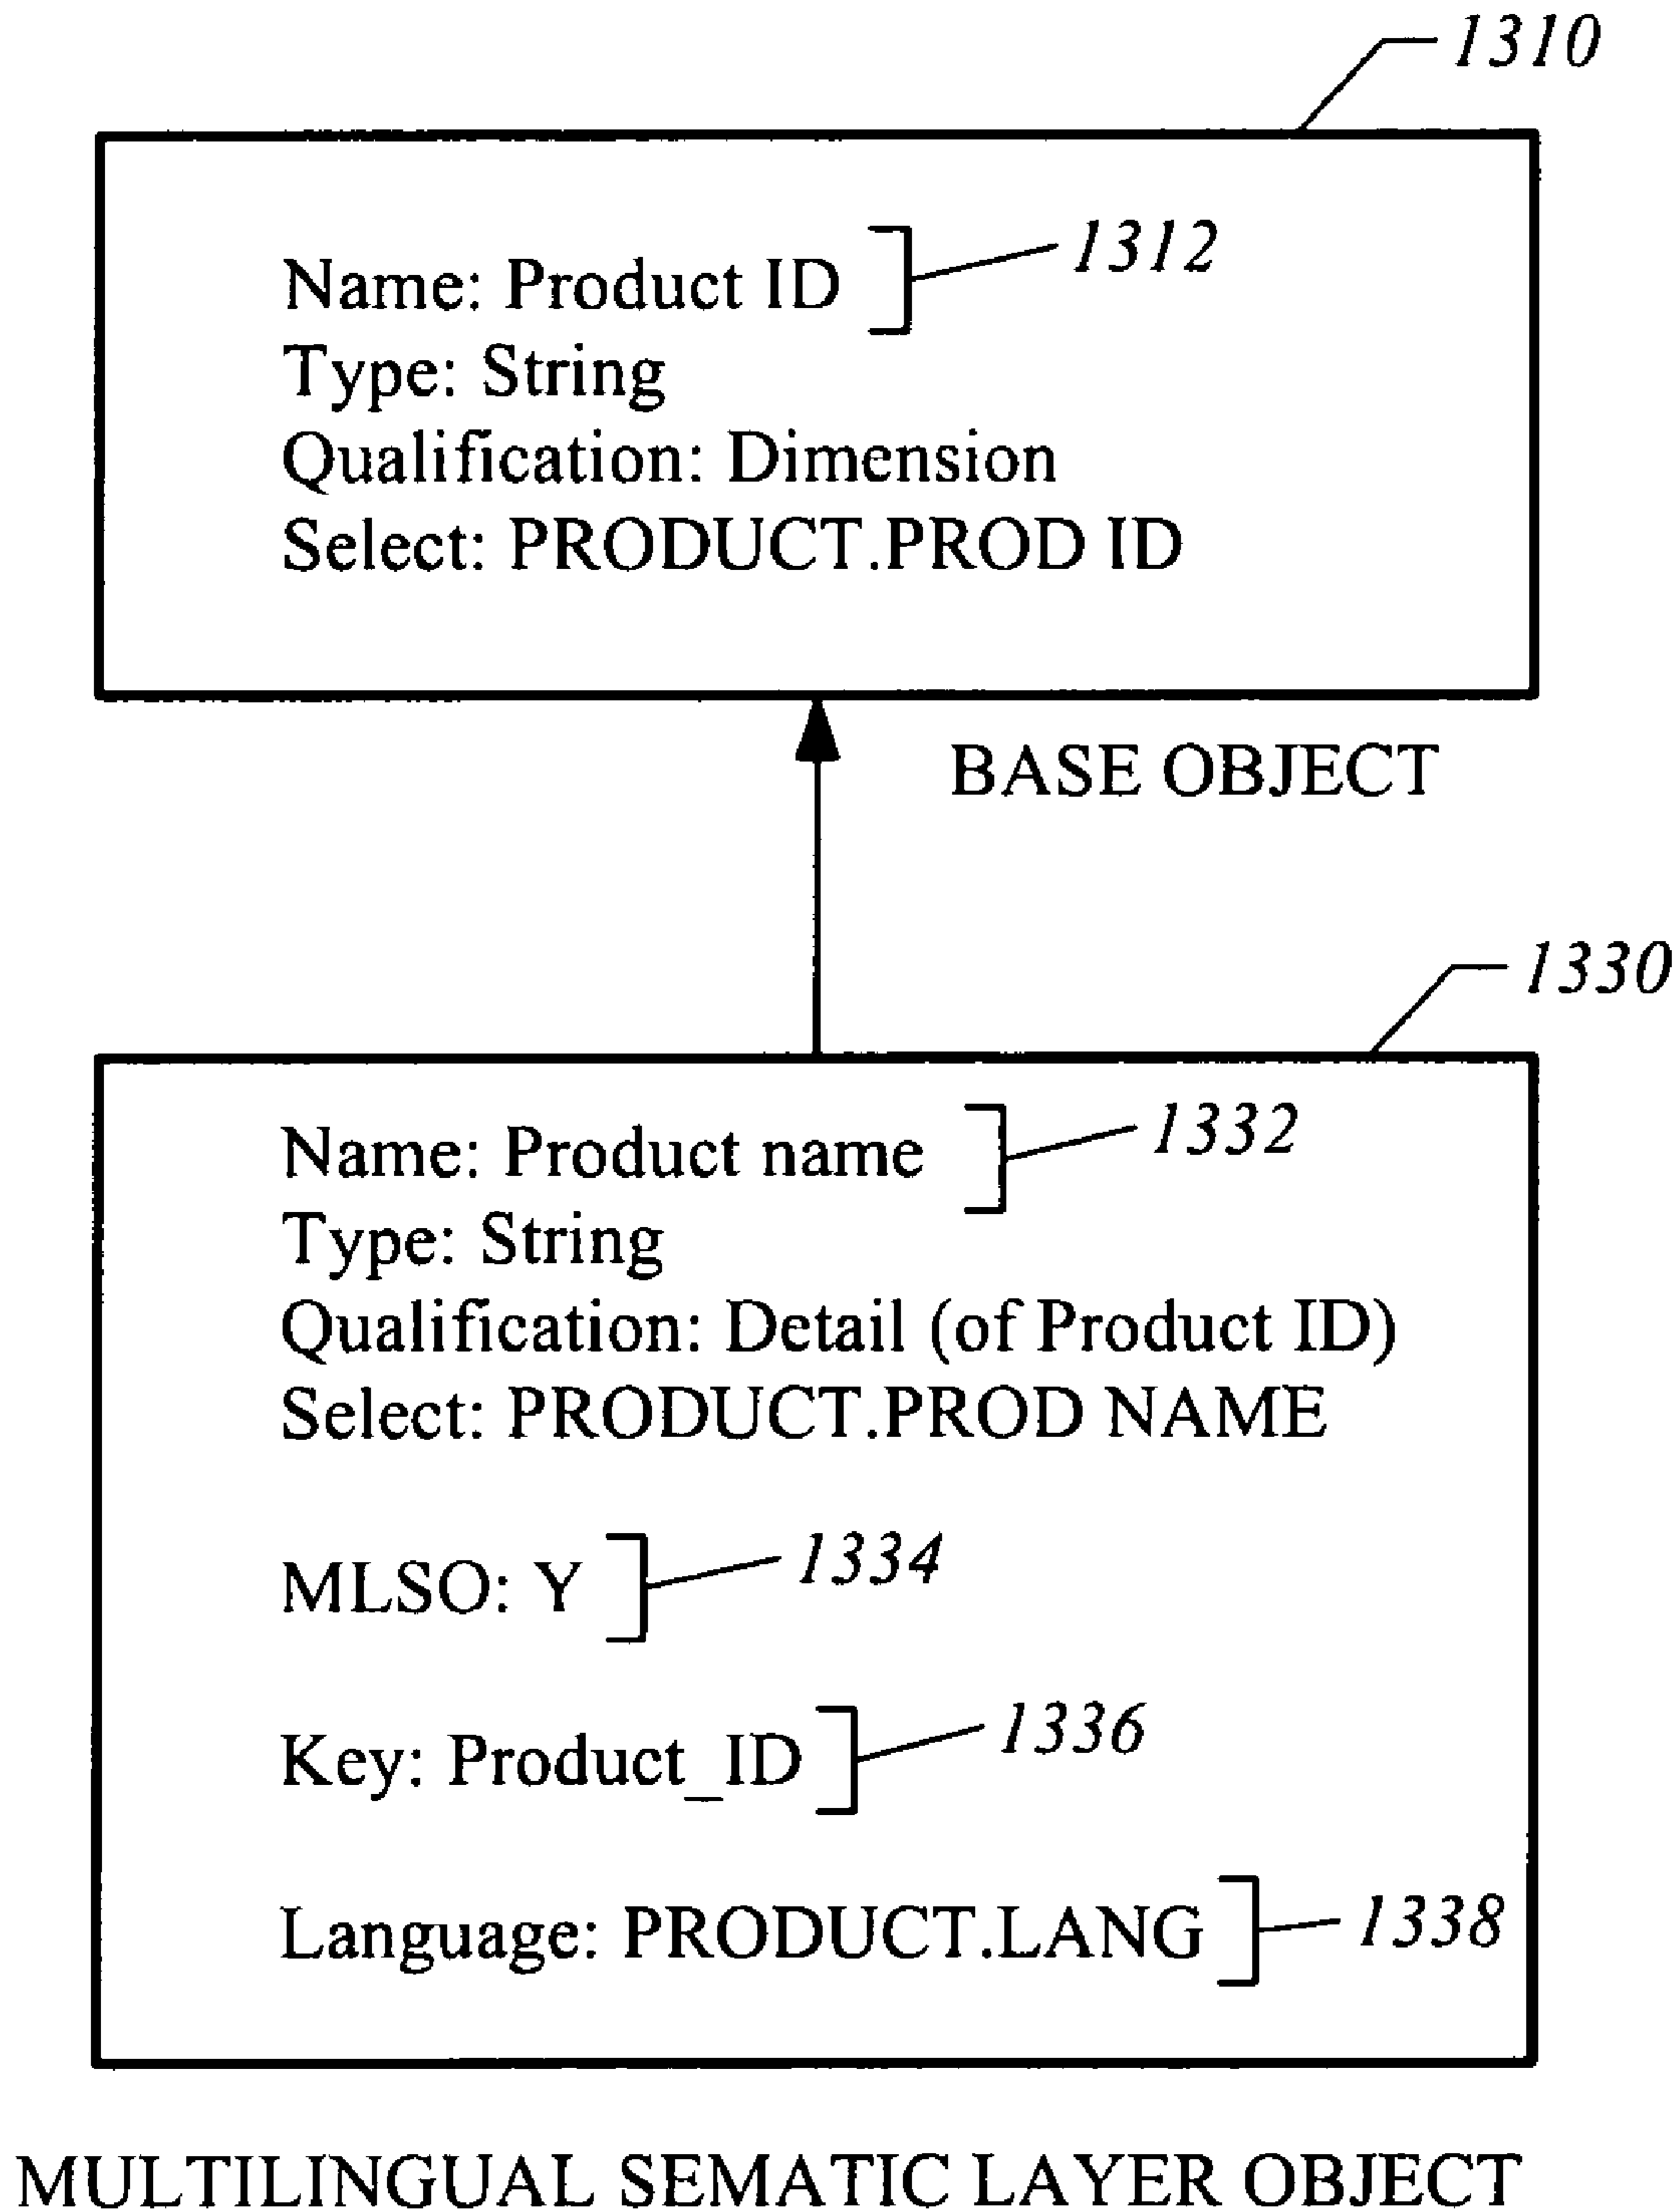 1310
Name: Product ID
1312
Type: String
Qualification: Dimension
Select: PRODUCT.PROD ID
BASE OBJECT
1330
Name: Product name
1332
Type: String
Qualification: Detail (of Product ID)
Select: PRODUCT.PROD NAME
MLSO: Y
1334
Key: Product_ID
1336
Language: PRODUCT.LANG
1338
MULTILINGUAL SEMATIC LAYER OBJECT